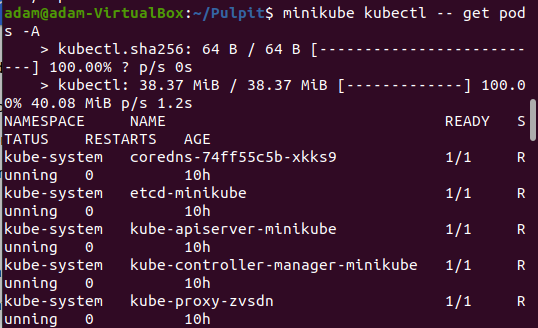 adam@adam-VirtualBox:~/Pulpit$ minikube kubectl -- get pod
s -A
    > kubectl.sha256: 64 B / 64 B [--------------------------
---] 100.00% ? p/s 0s
    > kubectl: 38.37 MiB / 38.37 MiB [-------------] 100.0
0% 40.08 MiB p/s 1.2s
NAMESPACE     NAME                               READY   S
TATUS    RESTARTS   AGE
kube-system   coredns-74ff55c5b-xkks9            1/1     R
unning   0          10h
kube-system   etcd-minikube                      1/1     R
unning   0          10h
kube-system   kube-apiserver-minikube            1/1     R
unning   0          10h
kube-system   kube-controller-manager-minikube   1/1     R
unning   0          10h
kube-system   kube-proxy-zvsdn                   1/1     R
unning   0          10h